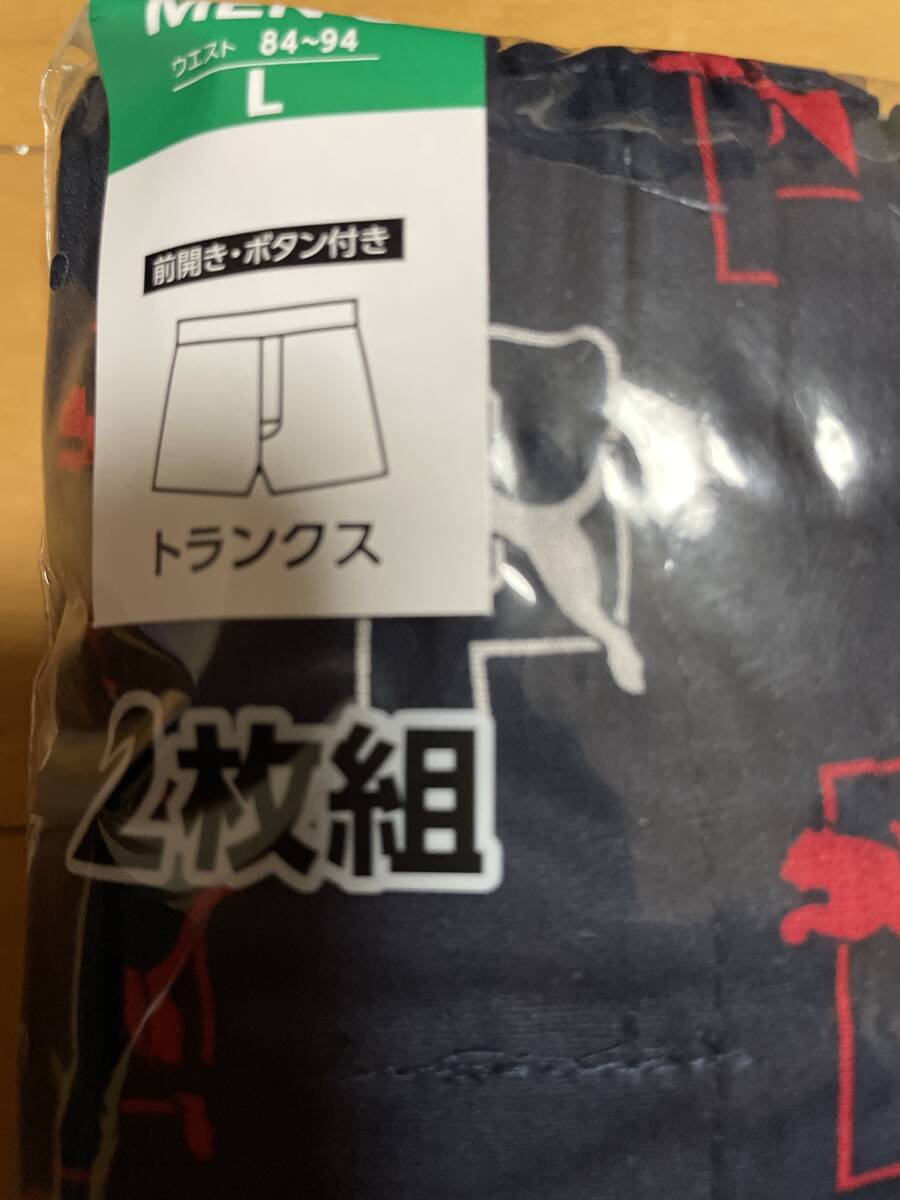 MEN'S
ウエスト 84~94
L
前開き・ボタン付き
トランクス
2枚組